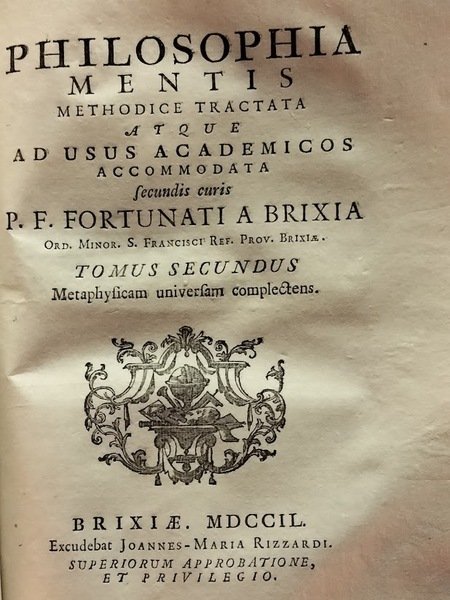 PHILOSOPHIA
MENTIS
METHODICE TRACTATA
ATQUE
AD USUS ACADEMICOS
ACCOMMODATA
ſecundis curis
P. F. FORTUNATI A BRIXIA
ORD. MINOR. S. FRANCISCI REF. PROV. BRIXIÆ.
TOMUS SECUNDUS
Metaphyſicam univerſam complectens.
BRIXIÆ. MDCCIL.
Excudebat JOANNES-MARIA RIZZARDI.
SUPERIORUM APPROBATIONE,
ET PRIVILEGIO.